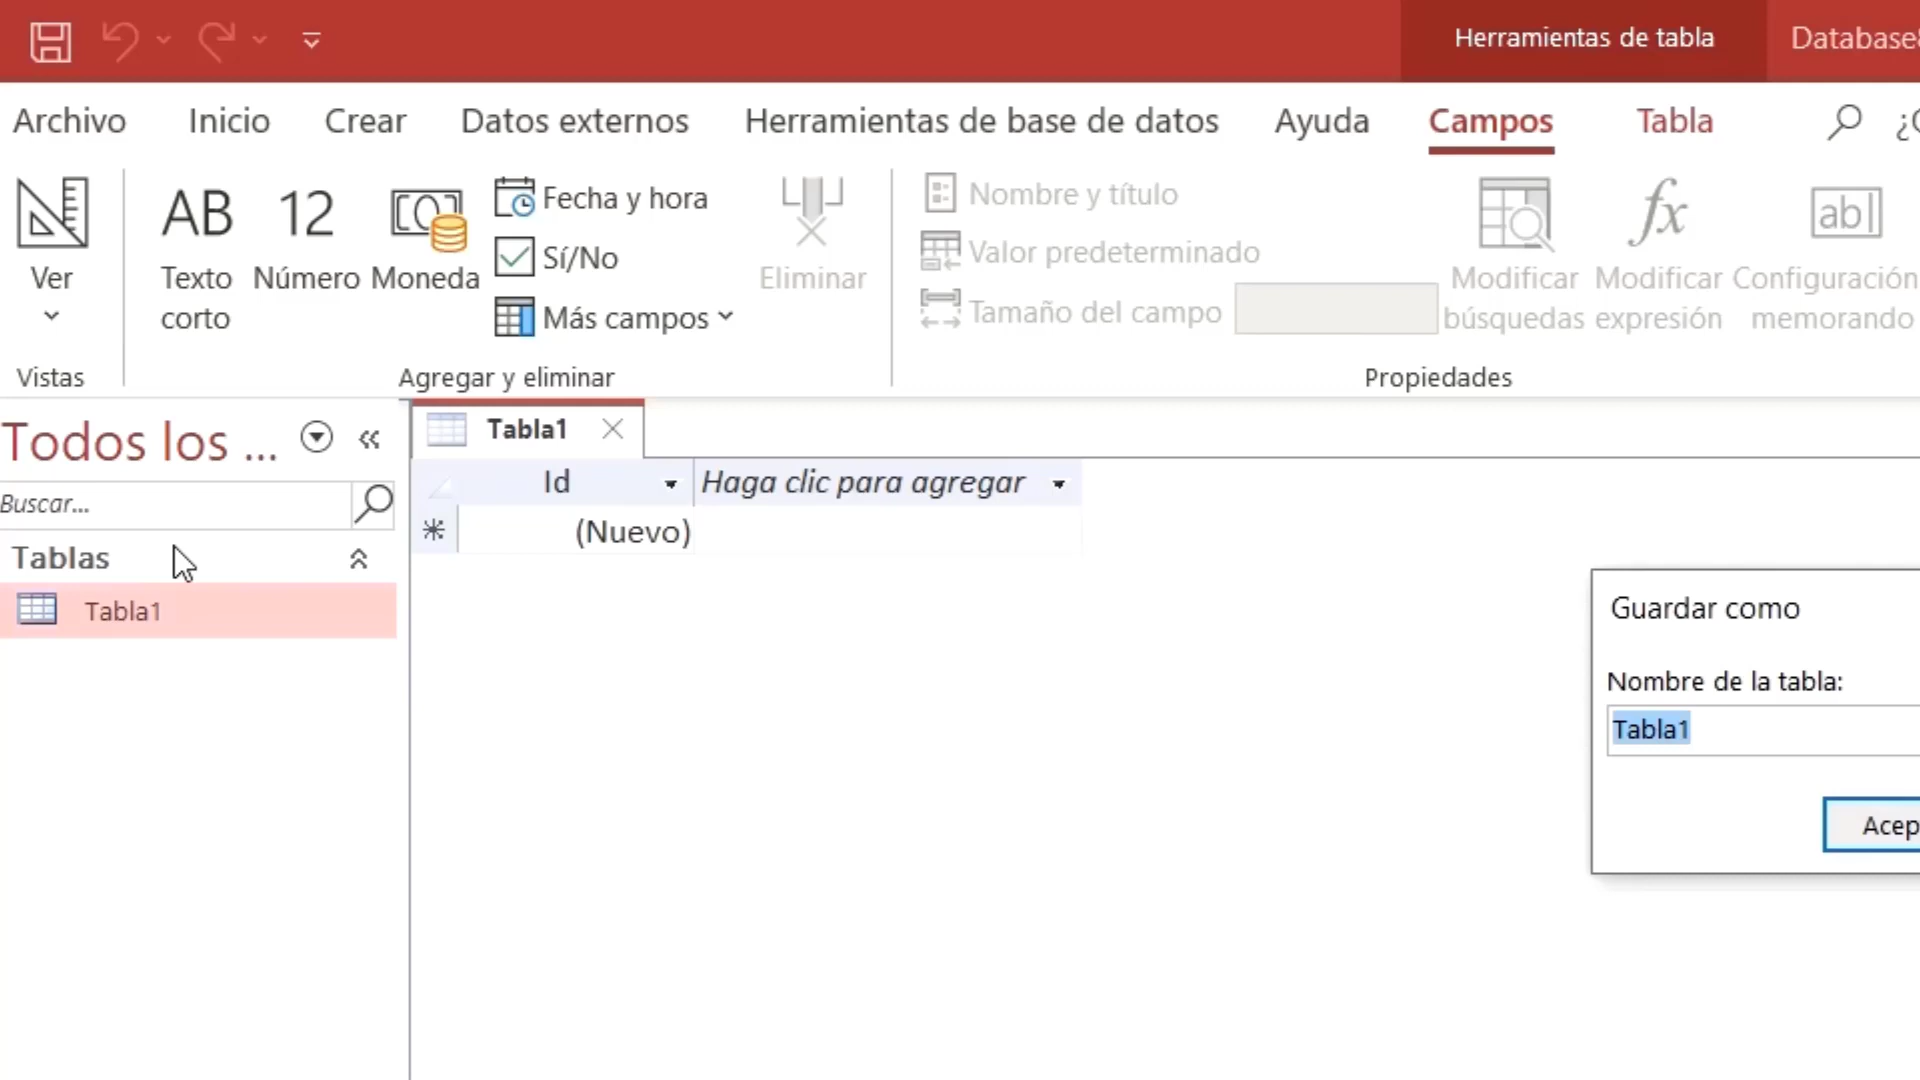 Herramientas de tabla
Database
Archivo Inicio Crear Datos externos Herramientas de base de datos Ayuda Campos Tabla
Ver
AB
Texto corto
12
Número
Moneda
Fecha y hora
Sí/No
Más campos
Eliminar
Nombre y título
Valor predeterminado
Tamaño del campo
Modificar búsquedas
fx
Modificar expresión
ab|
Configuración memorando
Vistas
Agregar y eliminar
Propiedades
Todos los ...
Buscar...
Tablas
Tabla1
Tabla1
Id
Haga clic para agregar
(Nuevo)
Guardar como
Nombre de la tabla:
Tabla1
Acep